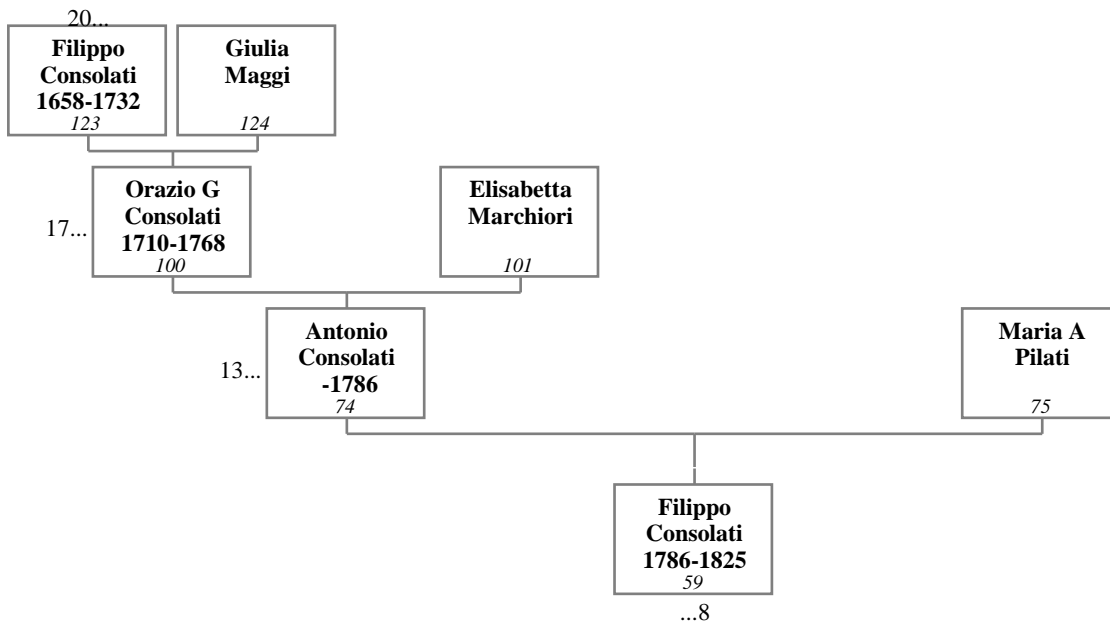 20...
Filippo
Consolati
1658-1732
123
Giulia
Maggi
124
17...
Orazio G
Consolati
1710-1768
100
Elisabetta
Marchiori
101
13...
Antonio
Consolati
-1786
74
Maria A
Pilati
75
Filippo
Consolati
1786-1825
59
...8